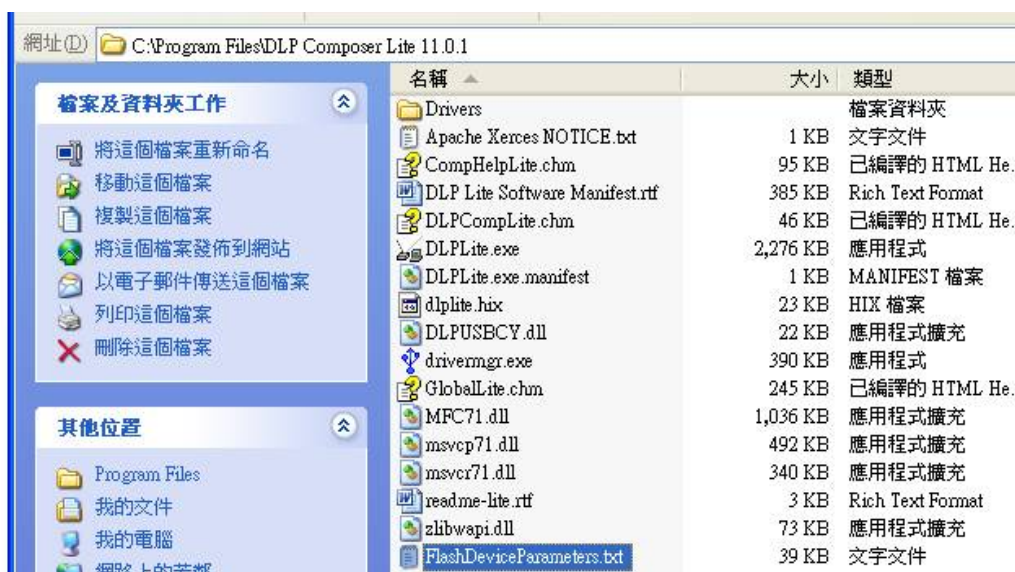 網址(D) C:\Program Files\DLP Composer Lite 11.0.1
名稱 大小 類型
檔案及資料夾工作
將這個檔案重新命名
移動這個檔案
複製這個檔案
將這個檔案發佈到網站
以電子郵件傳送這個檔案
列印這個檔案
刪除這個檔案
其他位置
Program Files
我的文件
我的電腦
網路上的芳鄰
Drivers 檔案資料夾
Apache Xerces NOTICE.txt 1 KB 文字文件
CompHelpLite.chm 95 KB 已編譯的 HTML He.
DLP Lite Software Manifest.rtf 385 KB Rich Text Format
DLPCompLite.chm 46 KB 已編譯的 HTML He.
DLPLite.exe 2,276 KB 應用程式
DLPLite.exe.manifest 1 KB MANIFEST 檔案
dlplite.hix 23 KB HIX 檔案
DLPUSBCY.dll 22 KB 應用程式擴充
drivermgr.exe 390 KB 應用程式
GlobalLite.chm 245 KB 已編譯的 HTML He.
MFC71.dll 1,036 KB 應用程式擴充
msvcp71.dll 492 KB 應用程式擴充
msvcr71.dll 340 KB 應用程式擴充
readme-lite.rtf 3 KB Rich Text Format
zlibwapi.dll 73 KB 應用程式擴充
FlashDeviceParameters.txt 39 KB 文字文件